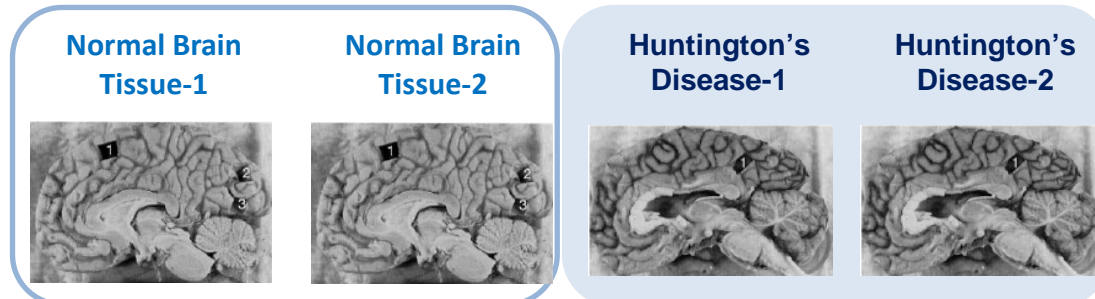 Normal Brain
Tissue-1
Normal Brain
Tissue-2
Huntington's
Disease-1
Huntington's
Disease-2
1
2
3
1
2
3
1
1